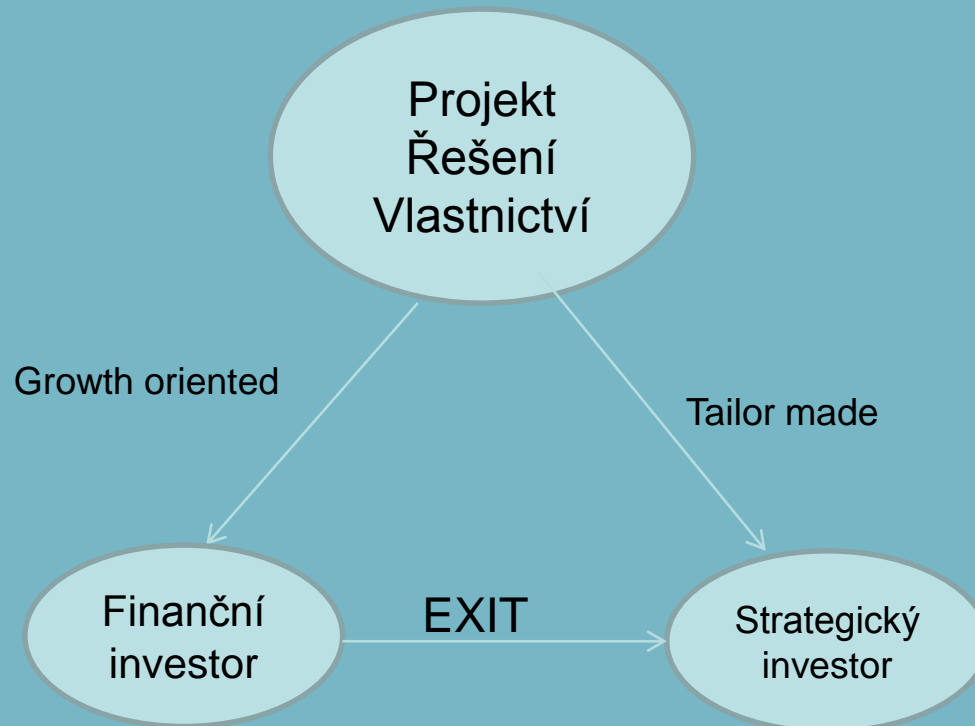 Projekt
Řešení
Vlastnictví
Growth oriented
Tailor made
Finanční
investor
EXIT
Strategický
investor